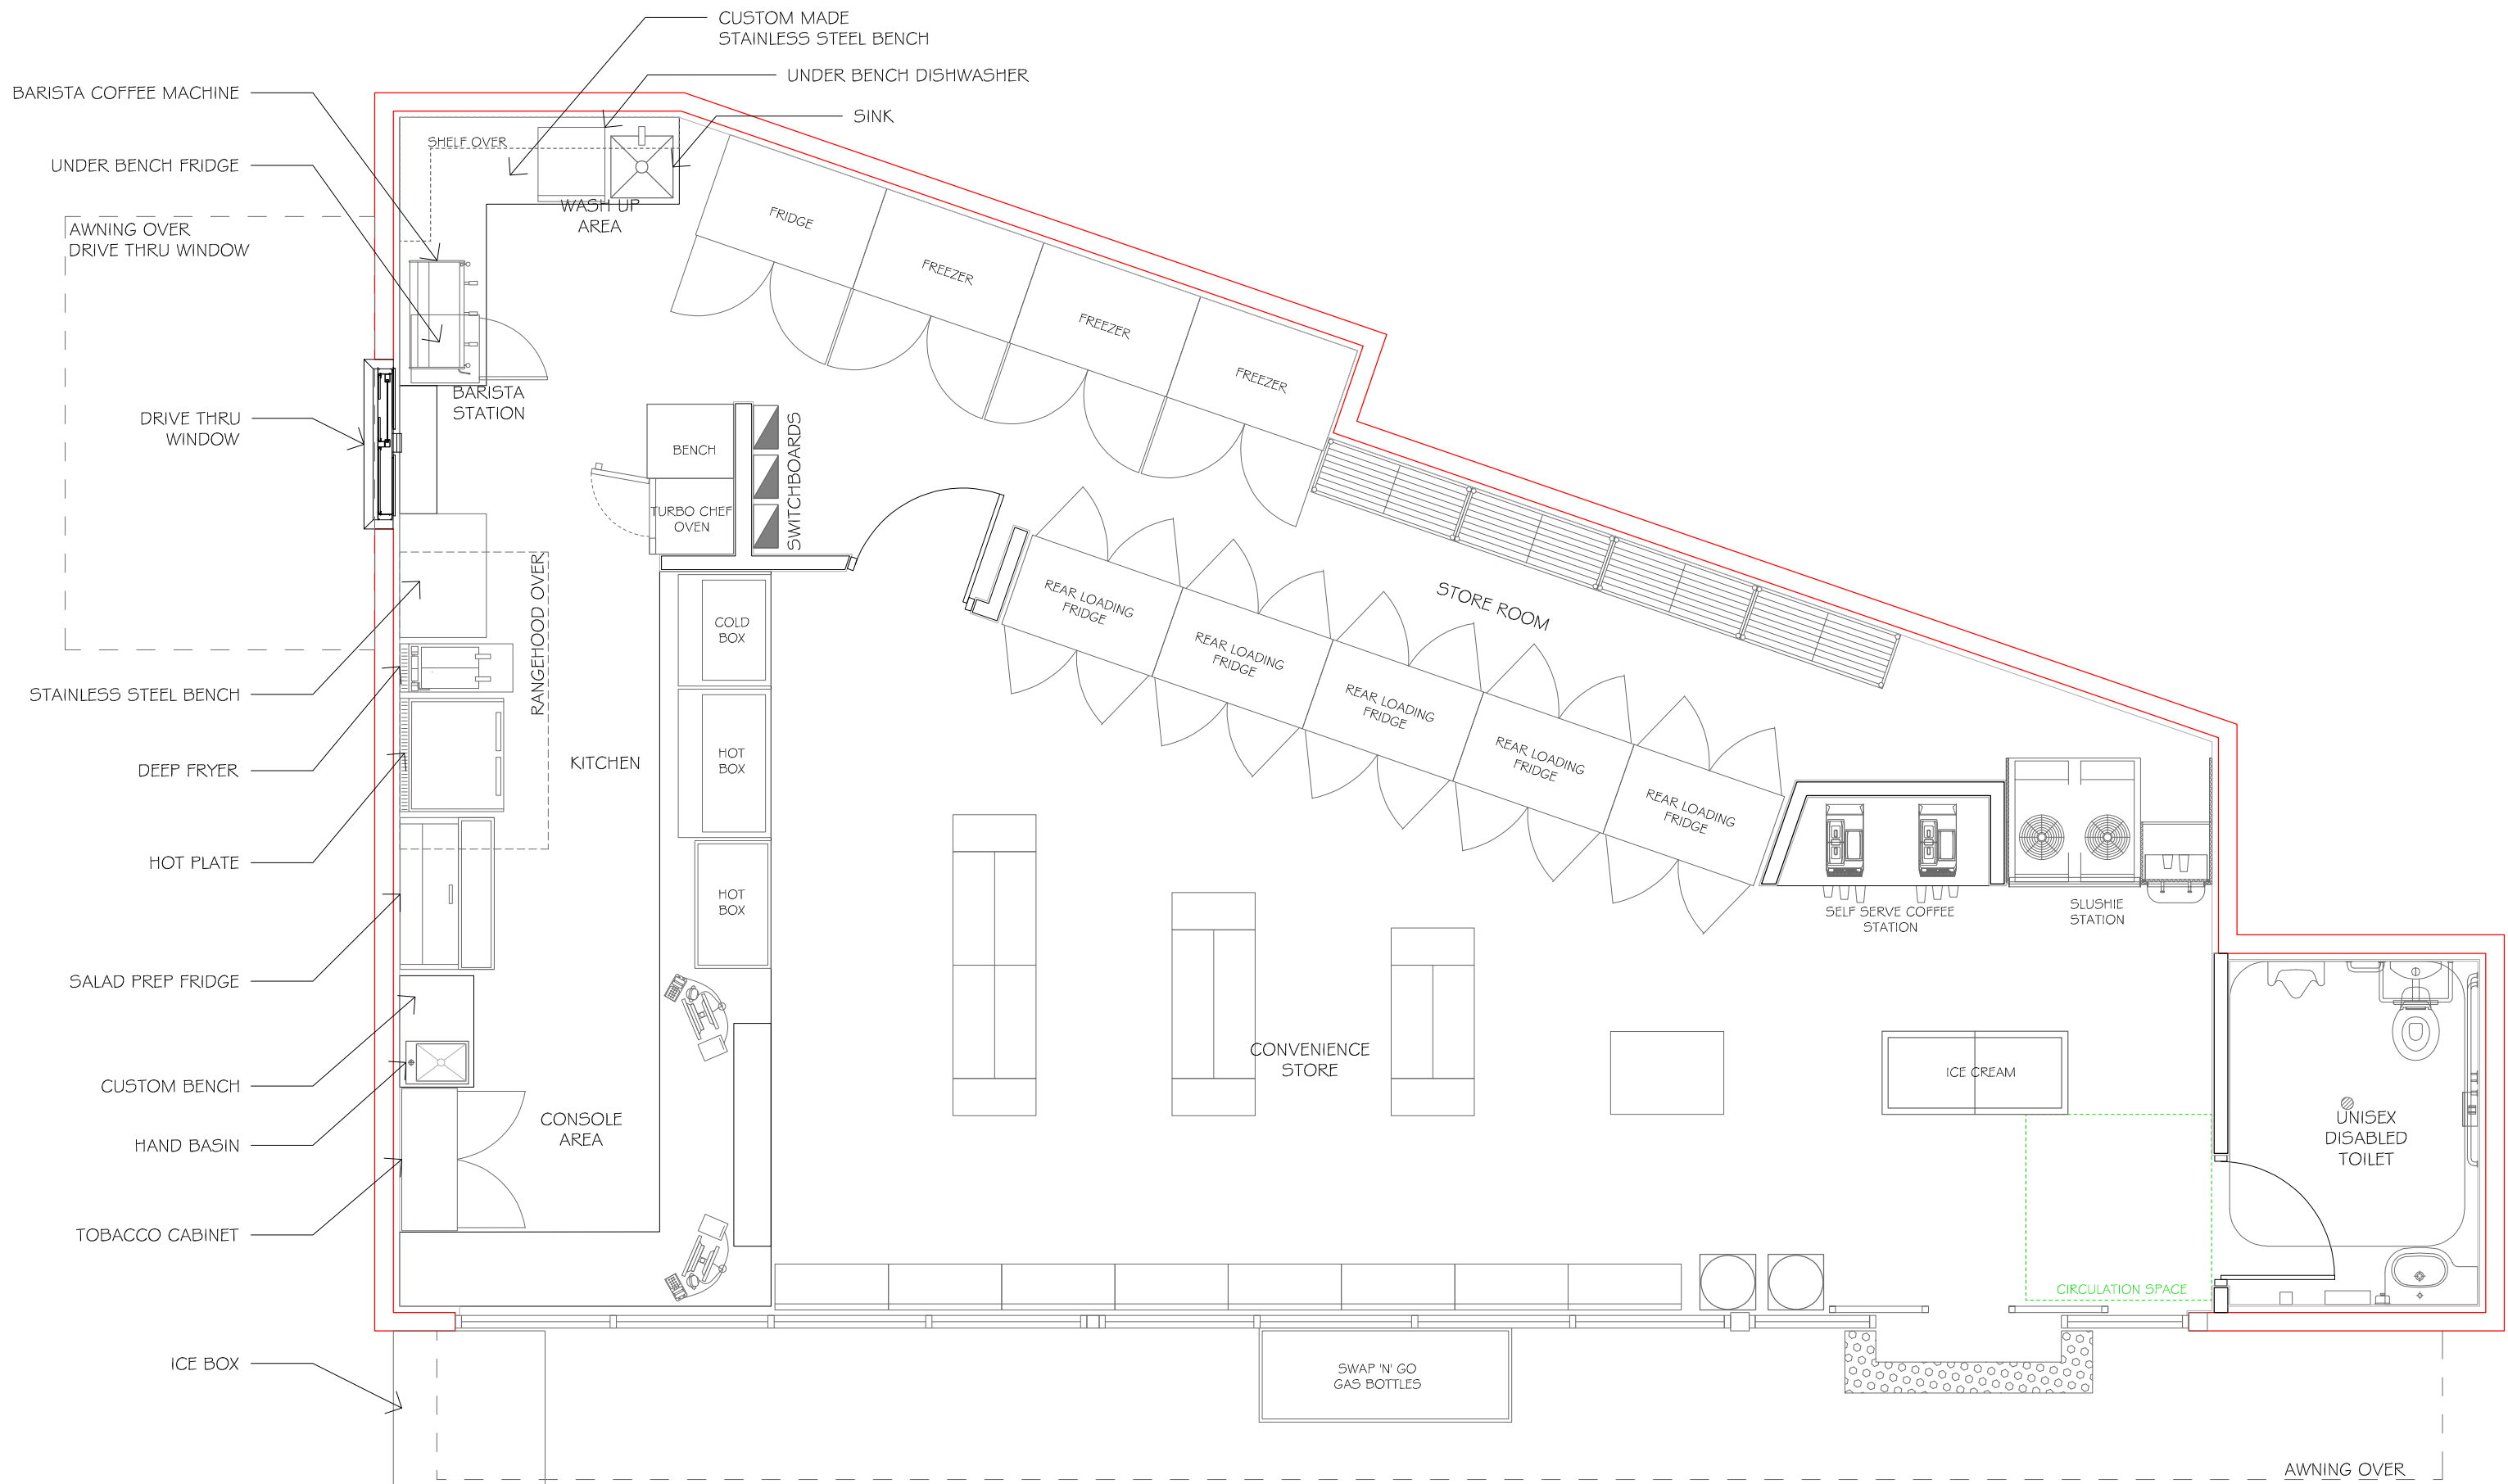 CUSTOM MADE
STAINLESS STEEL BENCH
UNDER BENCH DISHWASHER
BARISTA COFFEE MACHINE
SINK
SHELF OVER
UNDER BENCH FRIDGE
WASH UP
AREA
FRIDGE
AWNING OVER
DRIVE THRU WINDOW
FREEZER
FREEZER
FREEZER
BARISTA
STATION
DRIVE THRU
WINDOW
BENCH
SWITCHBOARDS
TURBO CHEF
OVEN
RANGEHOOD OVER
STORE ROOM
REAR LOADING
FRIDGE
REAR LOADING
FRIDGE
REAR LOADING
FRIDGE
REAR LOADING
FRIDGE
REAR LOADING
FRIDGE
COLD
BOX
STAINLESS STEEL BENCH
HOT
BOX
KITCHEN
DEEP FRYER
HOT PLATE
HOT
BOX
SELF SERVE COFFEE
STATION
SLUSHIE
STATION
SALAD PREP FRIDGE
CONVENIENCE
STORE
ICE CREAM
CUSTOM BENCH
CONSOLE
AREA
UNISEX
DISABLED
TOILET
HAND BASIN
TOBACCO CABINET
CIRCULATION SPACE
ICE BOX
SWAP 'N' GO
GAS BOTTLES
AWNING OVER